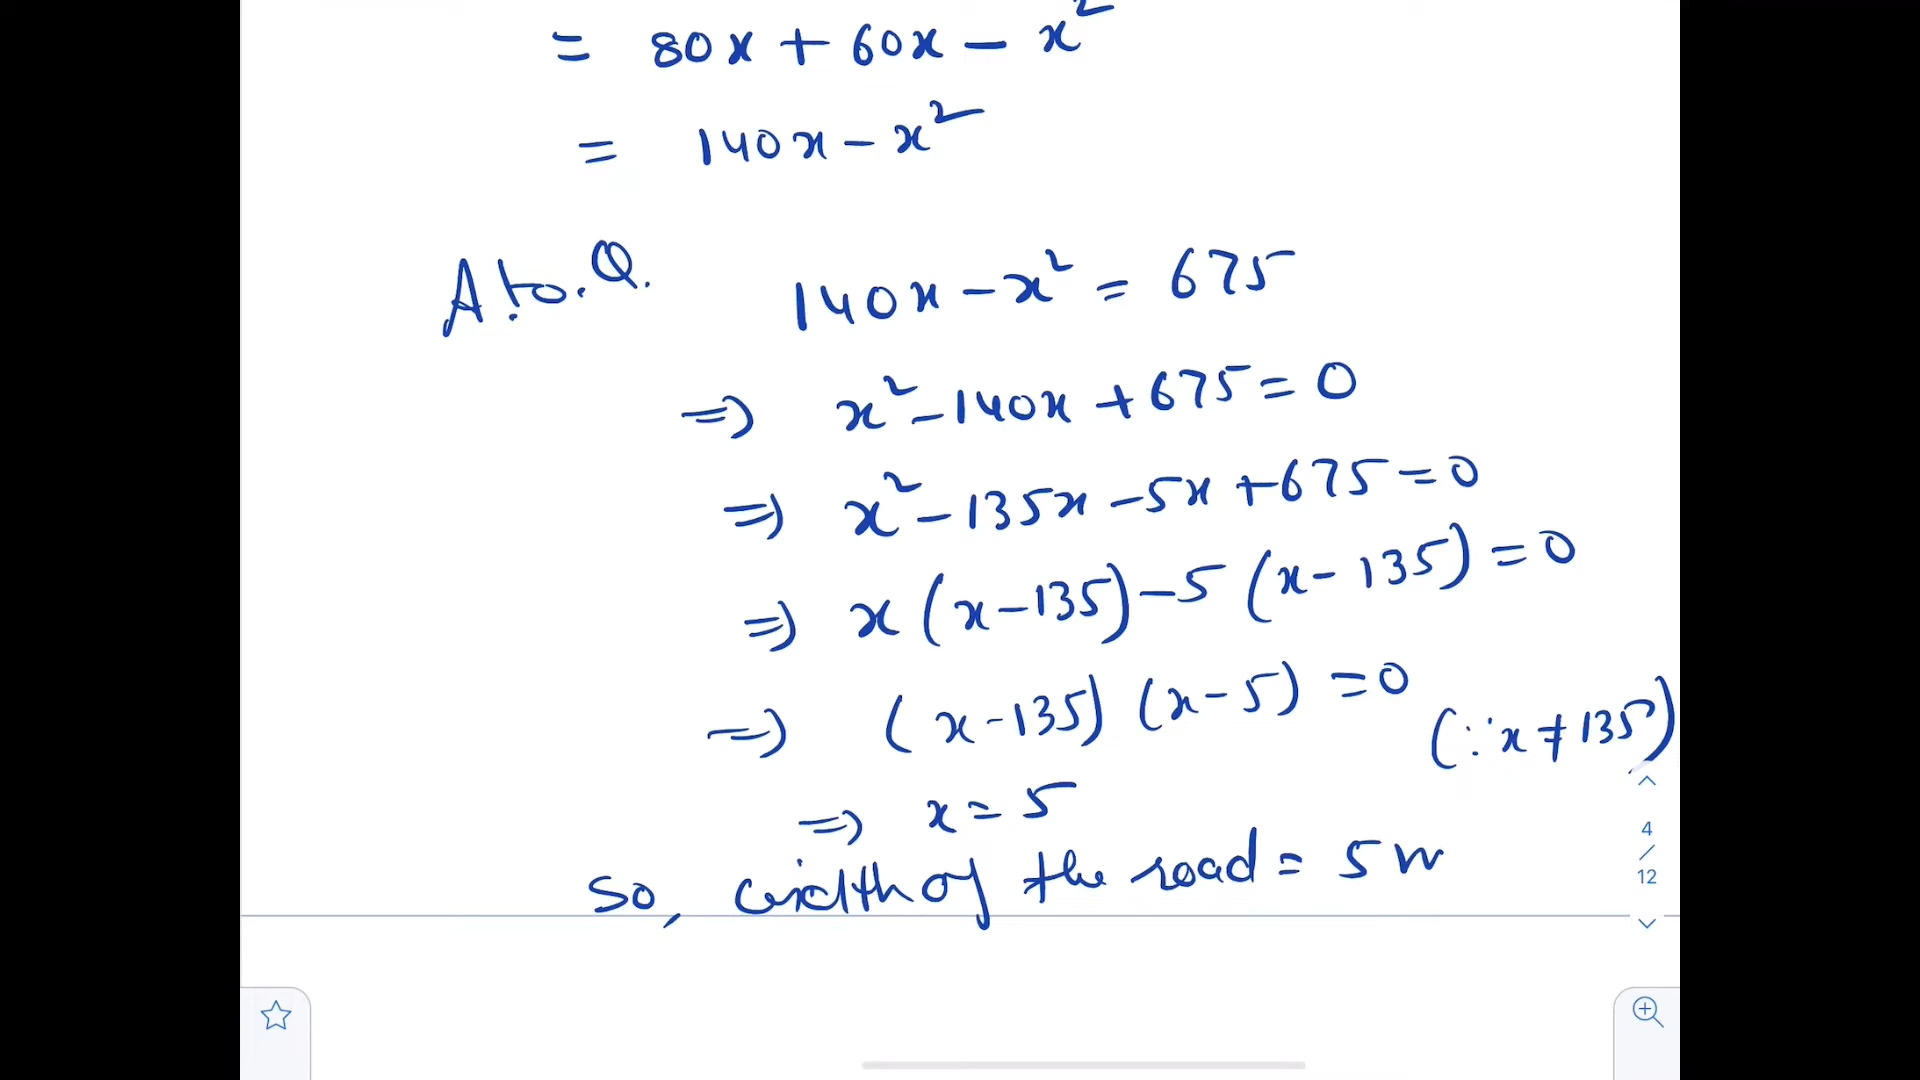 = 80x + 60x - x²
= 140x - x²
A.to.Q. 140x - x² = 675
=> x² - 140x + 675 = 0
=> x² - 135x - 5x + 675 = 0
=> x (x - 135) - 5 (x - 135) = 0
=> (x - 135) (x - 5) = 0 (∵ x ≠ 135)
=> x = 5
So, width of the road = 5 m
4
/
12